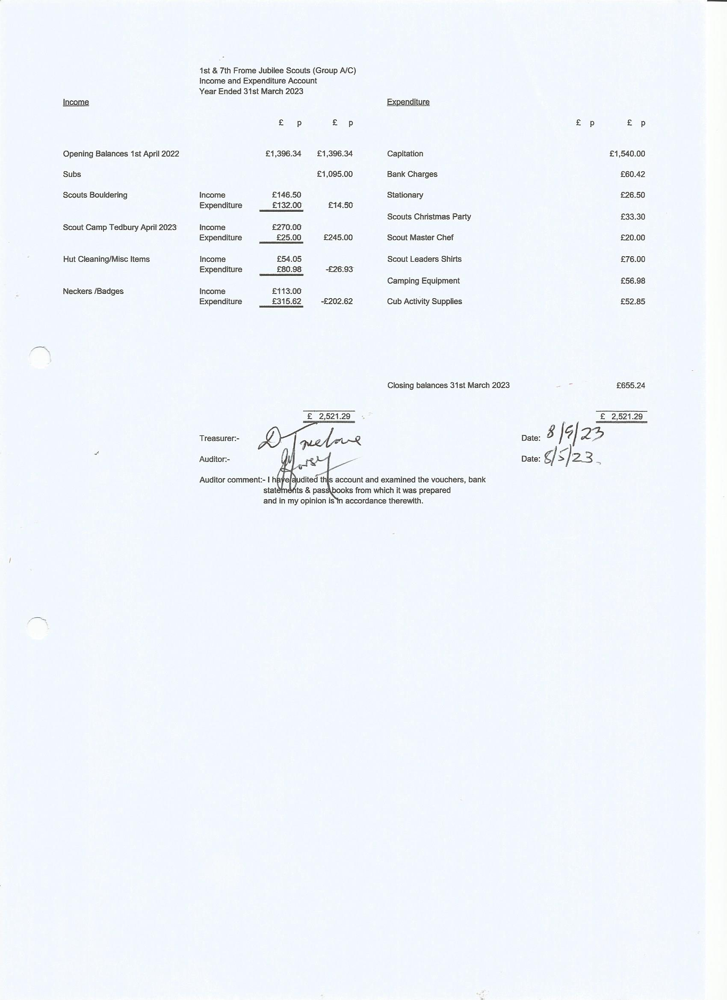 1st & 7th Frome Jubilee Scouts (Group A/C)
Income and Expenditure Account
Year Ended 31st March 2023
Income Expenditure
£ p £ p £ p £ p
Opening Balances 1st April 2022 £1,396.34 £1,396.34 Capitation £1,540.00
Subs £1,095.00 Bank Charges £60.42
Scouts Bouldering Income £146.50 Stationary £26.50
Expenditure £132.00 £14.50
Scouts Christmas Party £33.30
Scout Camp Tedbury April 2023 Income £270.00
Expenditure £25.00 £245.00 Scout Master Chef £20.00
Hut Cleaning/Misc Items Income £54.05 Scout Leaders Shirts £76.00
Expenditure £80.98 -£26.93
Camping Equipment £56.98
Neckers /Badges Income £113.00
Expenditure £315.62 -£202.62 Cub Activity Supplies £52.85
Closing balances 31st March 2023 £655.24
£ 2,521.29 £ 2,521.29
Treasurer:- D Truelove Date: 8/5/23
Auditor:- Date: 8/5/23
Auditor comment:- I have audited this account and examined the vouchers, bank
statements & pass books from which it was prepared
and in my opinion is in accordance therewith.